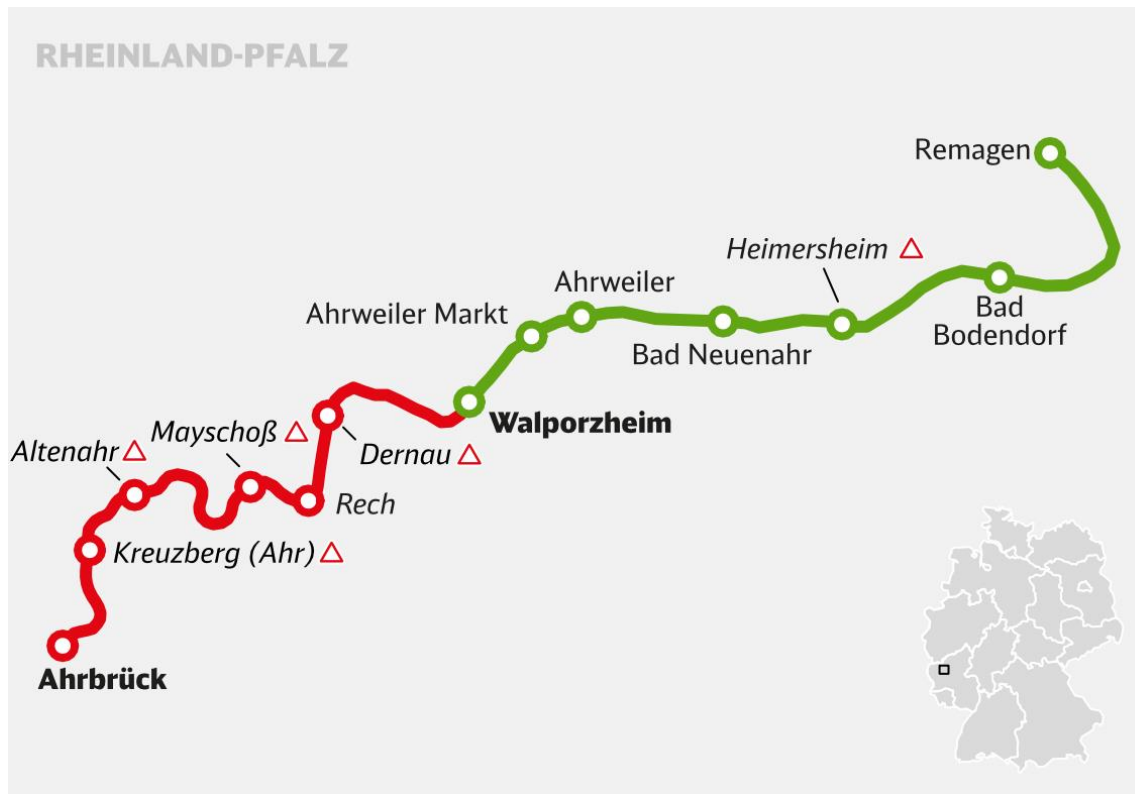 RHEINLAND-PFALZ
Remagen
Heimersheim
Ahrweiler
Bad
Bodendorf
Ahrweiler Markt
Bad Neuenahr
Walporzheim
Mayschoß
Altenahr
Dernau
Rech
Kreuzberg (Ahr)
Ahrbrück